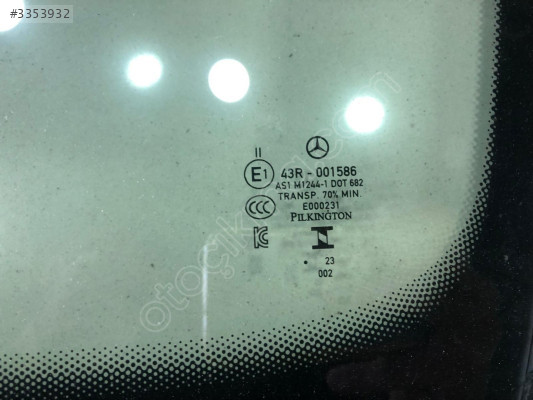 #3353932
II
E1
43R - 001586
AS1 M1244-1 DOT 682
TRANSP. 70% MIN.
CCC
E000231
PILKINGTON
. 23
002